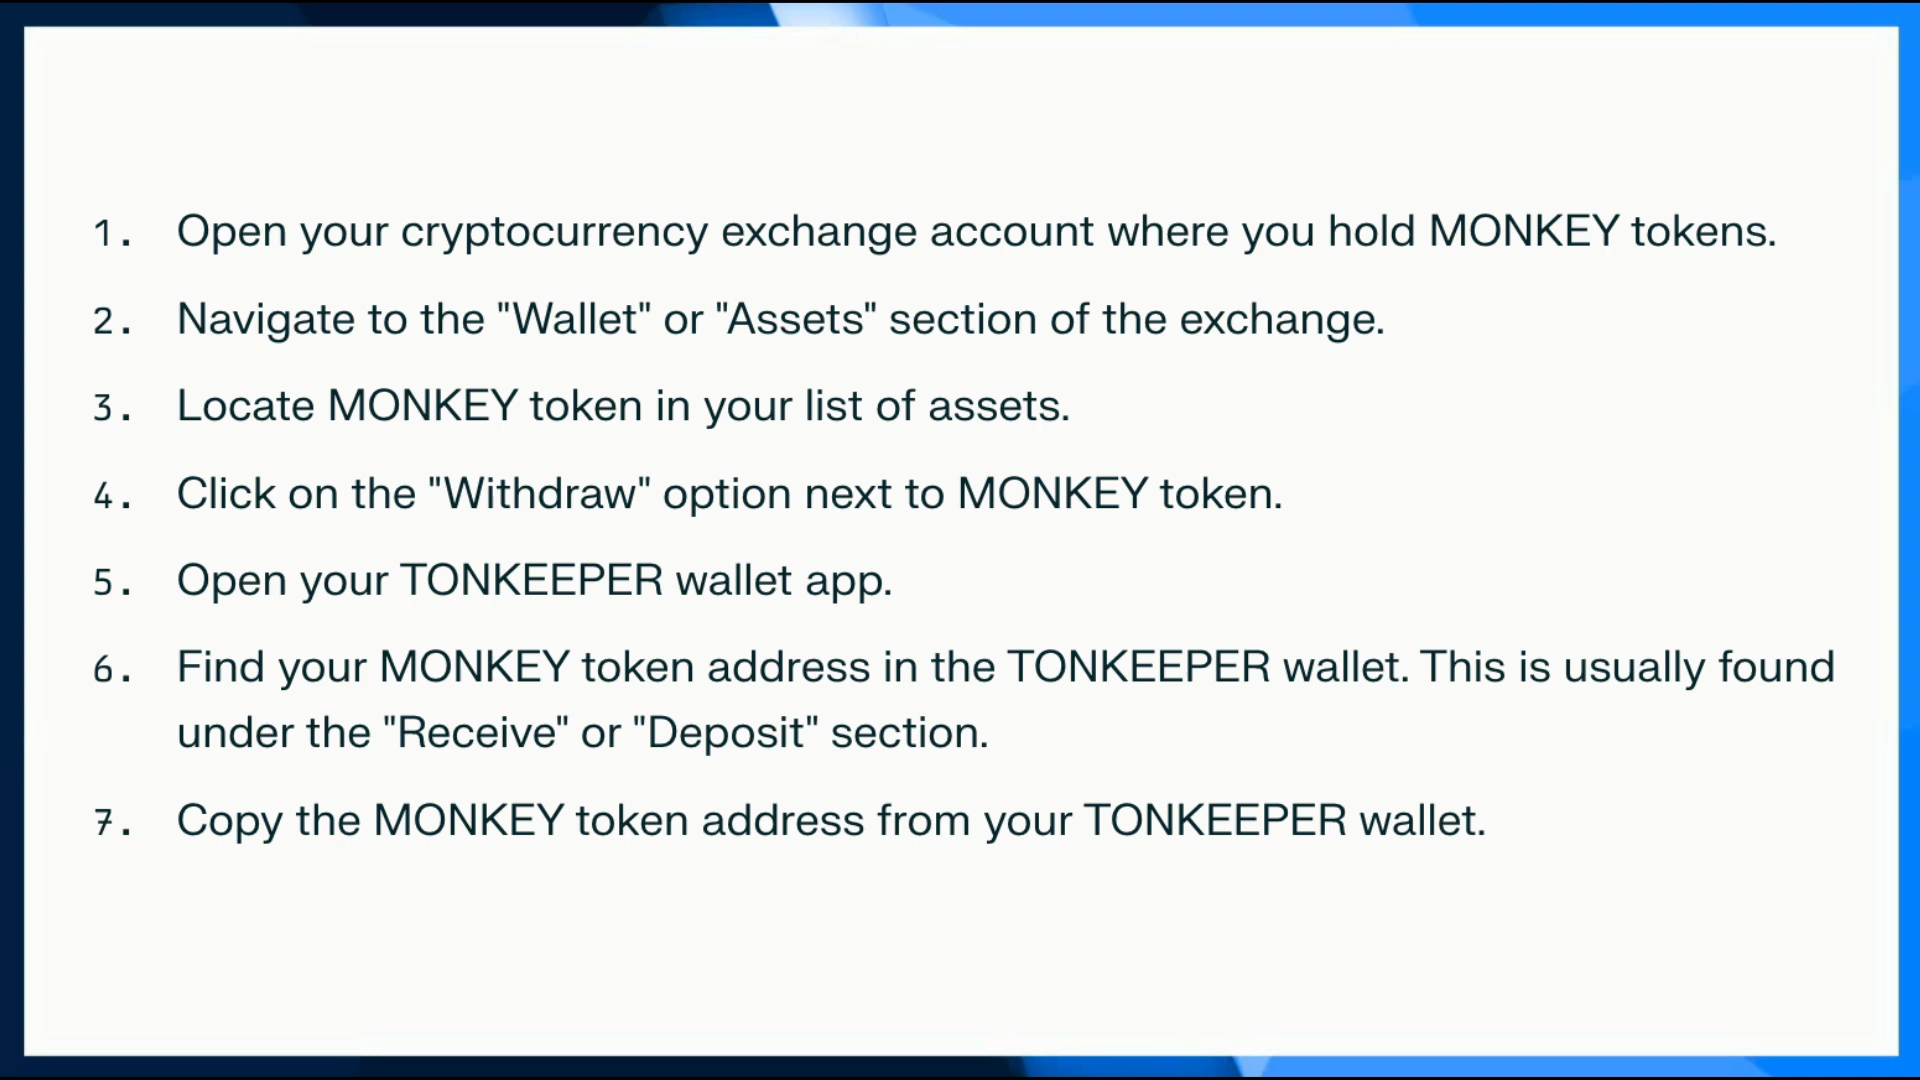 1. Open your cryptocurrency exchange account where you hold MONKEY tokens.
2. Navigate to the "Wallet" or "Assets" section of the exchange.
3. Locate MONKEY token in your list of assets.
4. Click on the "Withdraw" option next to MONKEY token.
5. Open your TONKEEPER wallet app.
6. Find your MONKEY token address in the TONKEEPER wallet. This is usually found
under the "Receive" or "Deposit" section.
7. Copy the MONKEY token address from your TONKEEPER wallet.